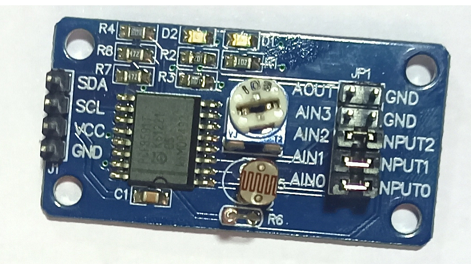 R4
R8
R7
D2
D1
R2
R3
SDA
SCL
VCC
GND
J1
C1
R6
JP1
AOUT
GND
AIN3
GND
AIN2
NPUT2
AIN1
NPUT1
AIN0
NPUT0